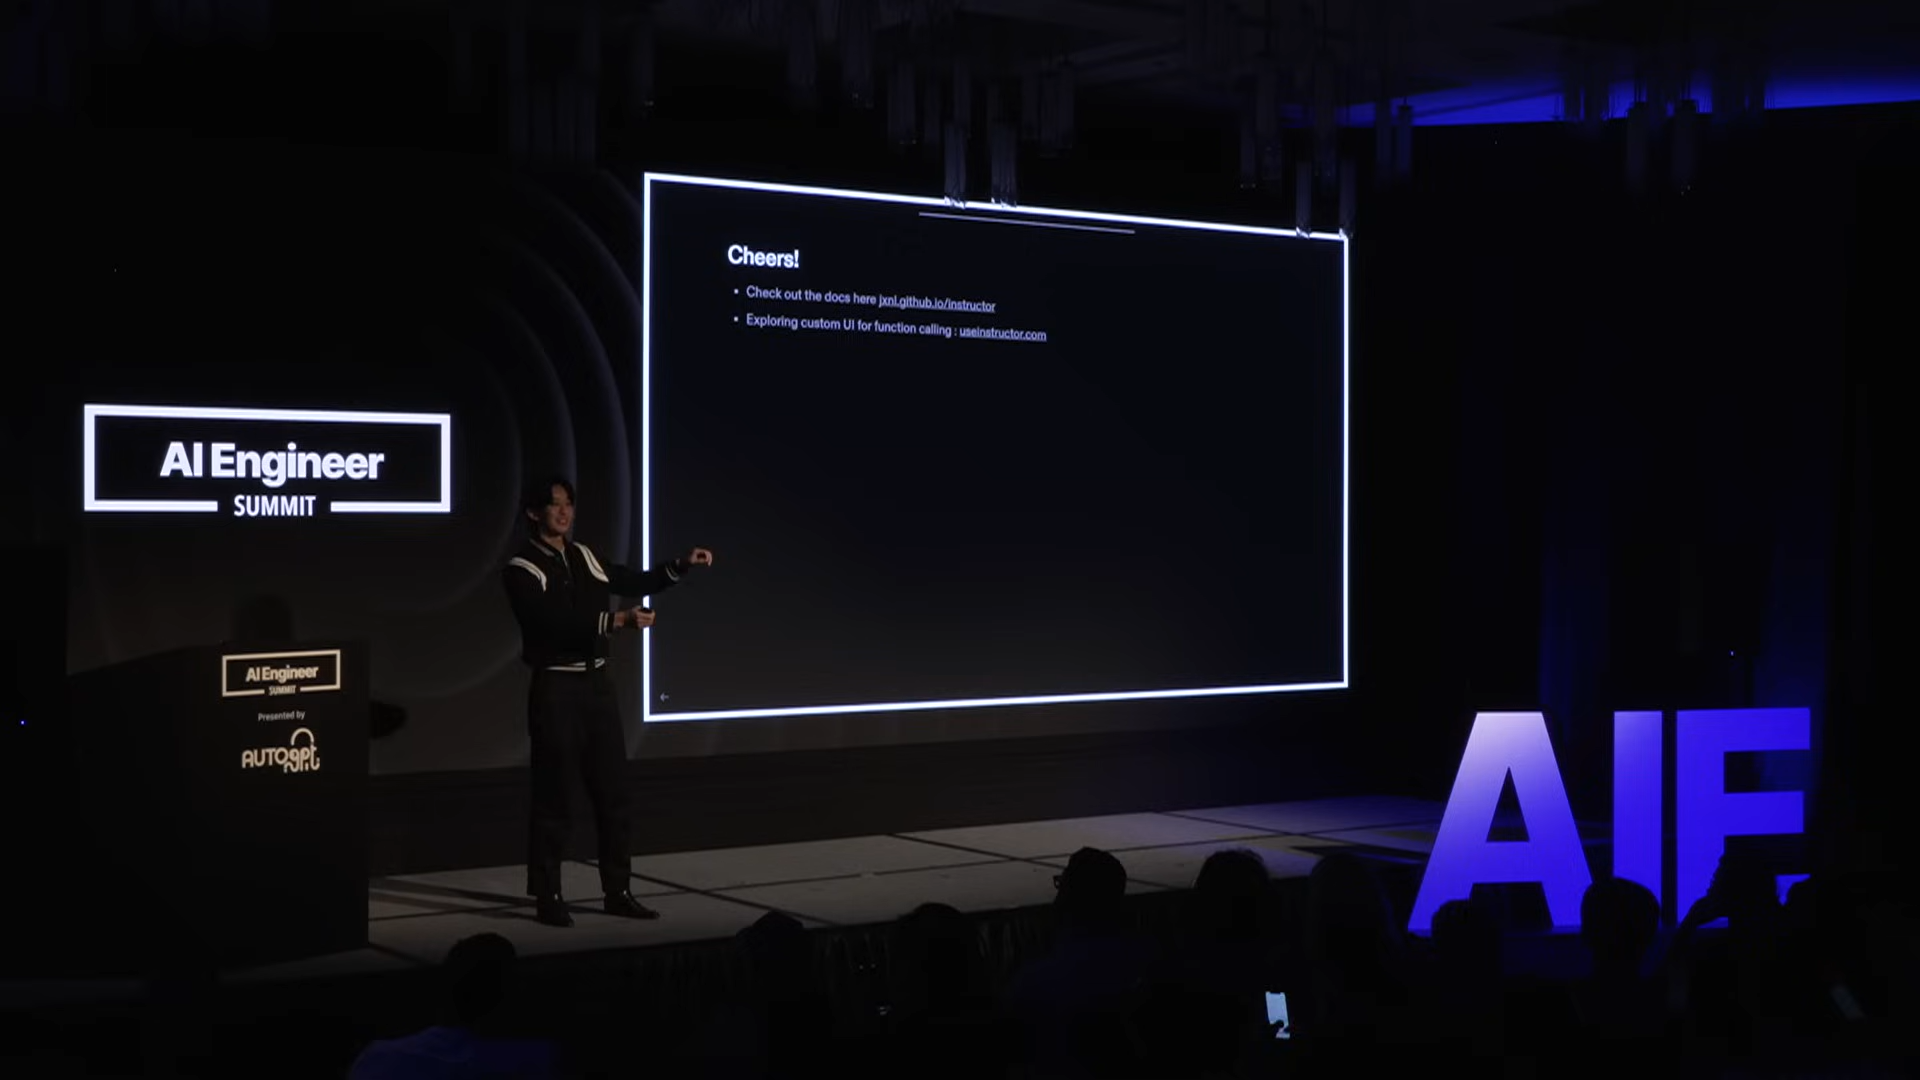 Cheers!
• Check out the docs here jxnl.github.io/instructor
• Exploring custom UI for function calling : useinstructor.com
←
AI Engineer
SUMMIT
AI Engineer
SUMMIT
Presented by
AUTOgpt
AIE